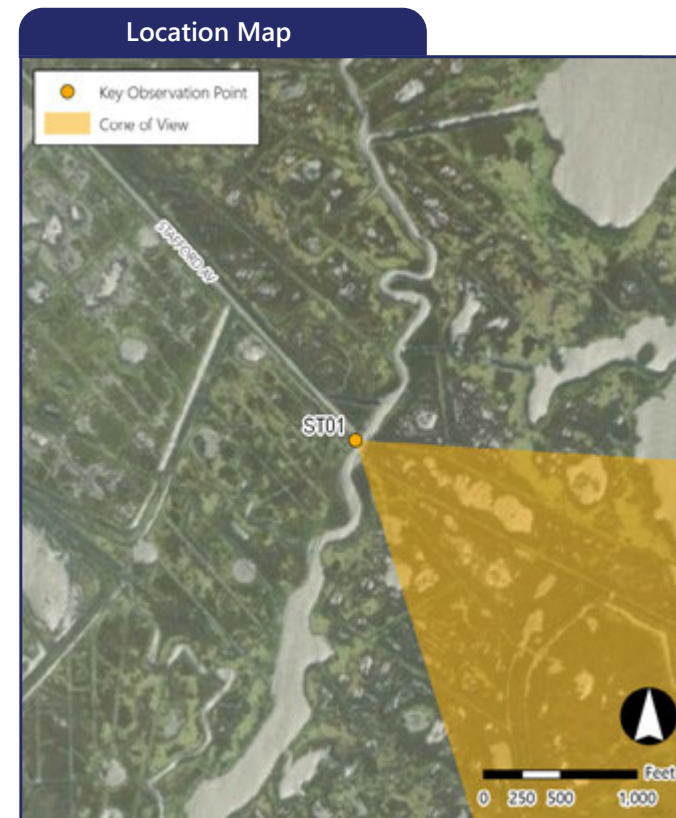 Location Map
Key Observation Point
Cone of View
STAFFORD AV
ST01
Feet
0 250 500 1,000